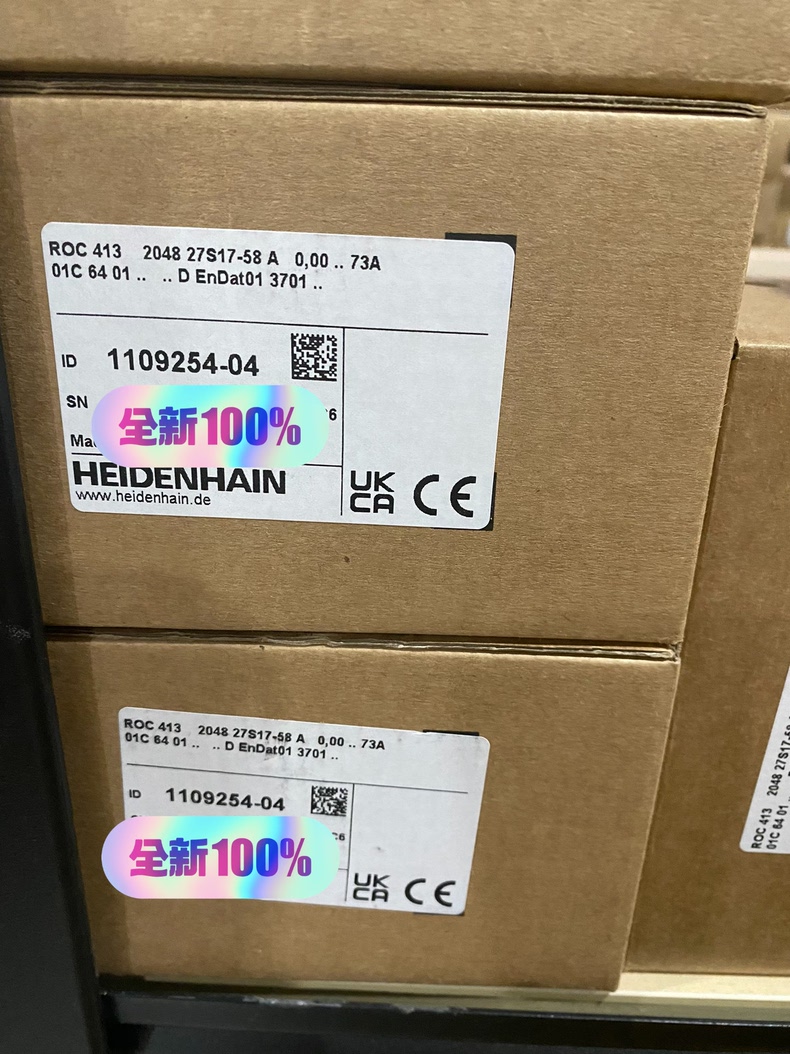 ROC 413 2048 27S17-58 A 0,00 .. 73A
01C 64 01 .. .. D EnDat01 3701 ..
ID 1109254-04
SN
全新100%
HEIDENHAIN
www.heidenhain.de
UK
CA
CE
ROC 413 2048 27S17-58 A 0,00 .. 73A
01C 64 01 .. .. D EnDat01 3701 ..
ID 1109254-04
全新100%
UK
CA
CE
ROC 413 2048 27S17-58
01C 64 01 ..